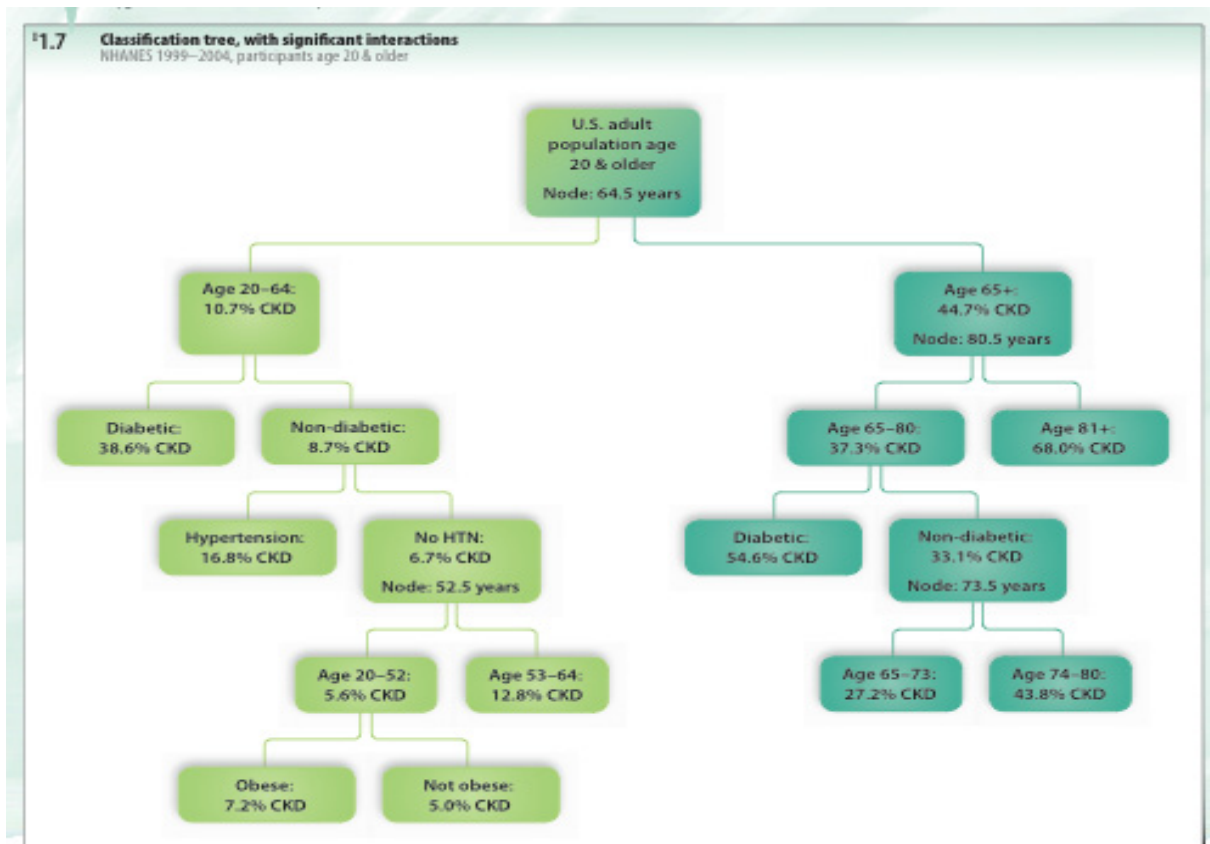 1.7 Classification tree, with significant interactions
NHANES 1999–2004, participants age 20 & older
U.S. adult
population age
20 & older
Node: 64.5 years
Age 20–64:
10.7% CKD
Age 65+:
44.7% CKD
Node: 80.5 years
Diabetic:
38.6% CKD
Non-diabetic:
8.7% CKD
Age 65–80:
37.3% CKD
Age 81+:
68.0% CKD
Hypertension:
16.8% CKD
No HTN:
6.7% CKD
Node: 52.5 years
Diabetic:
54.6% CKD
Non-diabetic:
33.1% CKD
Node: 73.5 years
Age 20–52:
5.6% CKD
Age 53–64:
12.8% CKD
Age 65–73:
27.2% CKD
Age 74–80:
43.8% CKD
Obese:
7.2% CKD
Not obese:
5.0% CKD